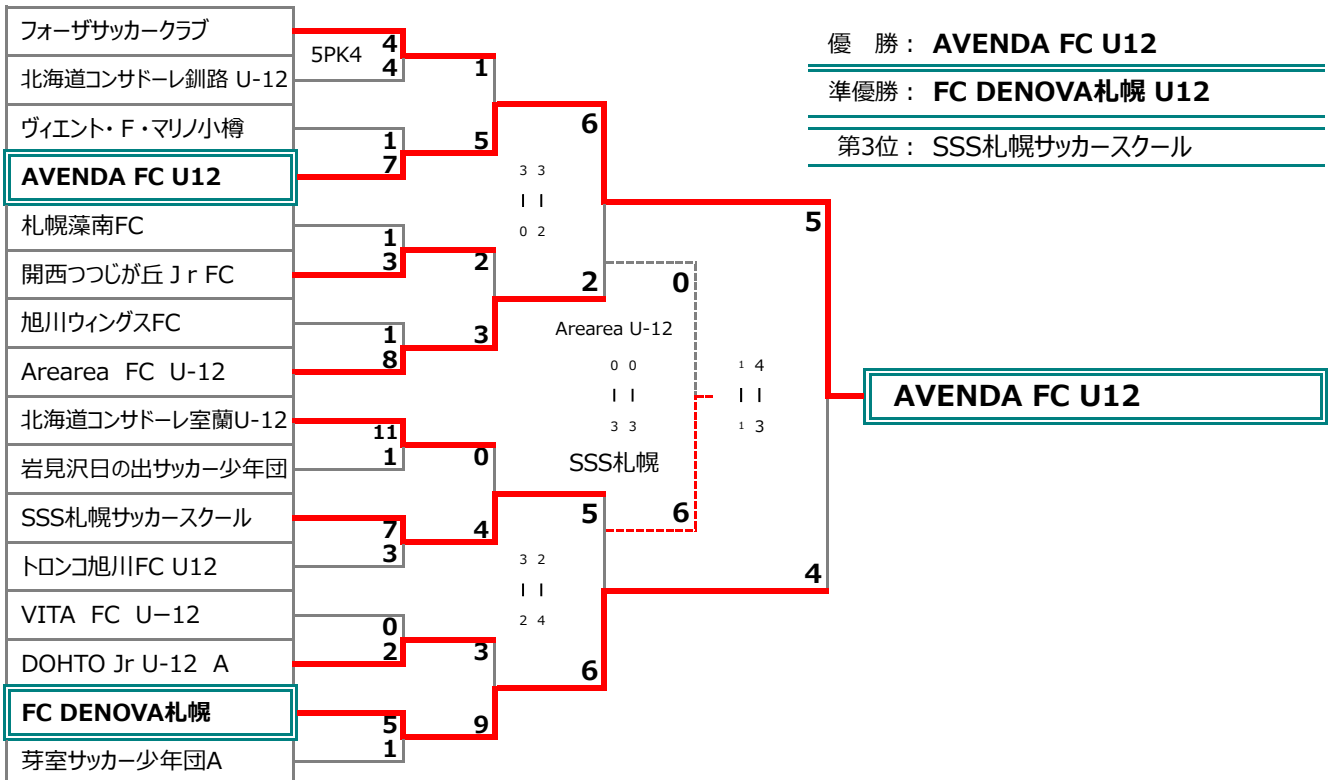 フォーザサッカークラブ
北海道コンサドーレ釧路 U-12
ヴィエント・F・マリノ小樽
AVENDA FC U12
札幌藻南FC
開西つつじが丘Jr FC
旭川ウィングスFC
Arearea FC U-12
北海道コンサドーレ室蘭U-12
岩見沢日の出サッカー少年団
SSS札幌サッカースクール
トロンコ旭川FC U12
VITA FC U－12
DOHTO Jr U-12 A
FC DENOVA札幌
芽室サッカー少年団A
5PK4
4
4
1
7
1
3
1
8
11
1
7
3
0
2
5
1
1
5
2
3
0
4
3
9
6
3 3
| |
0 2
2
5
3 2
| |
2 4
6
0
Arearea U-12
0 0
| |
3 3
SSS札幌
6
5
1 4
| |
1 3
4
優 勝： AVENDA FC U12
準優勝： FC DENOVA札幌 U12
第3位： SSS札幌サッカースクール
AVENDA FC U12